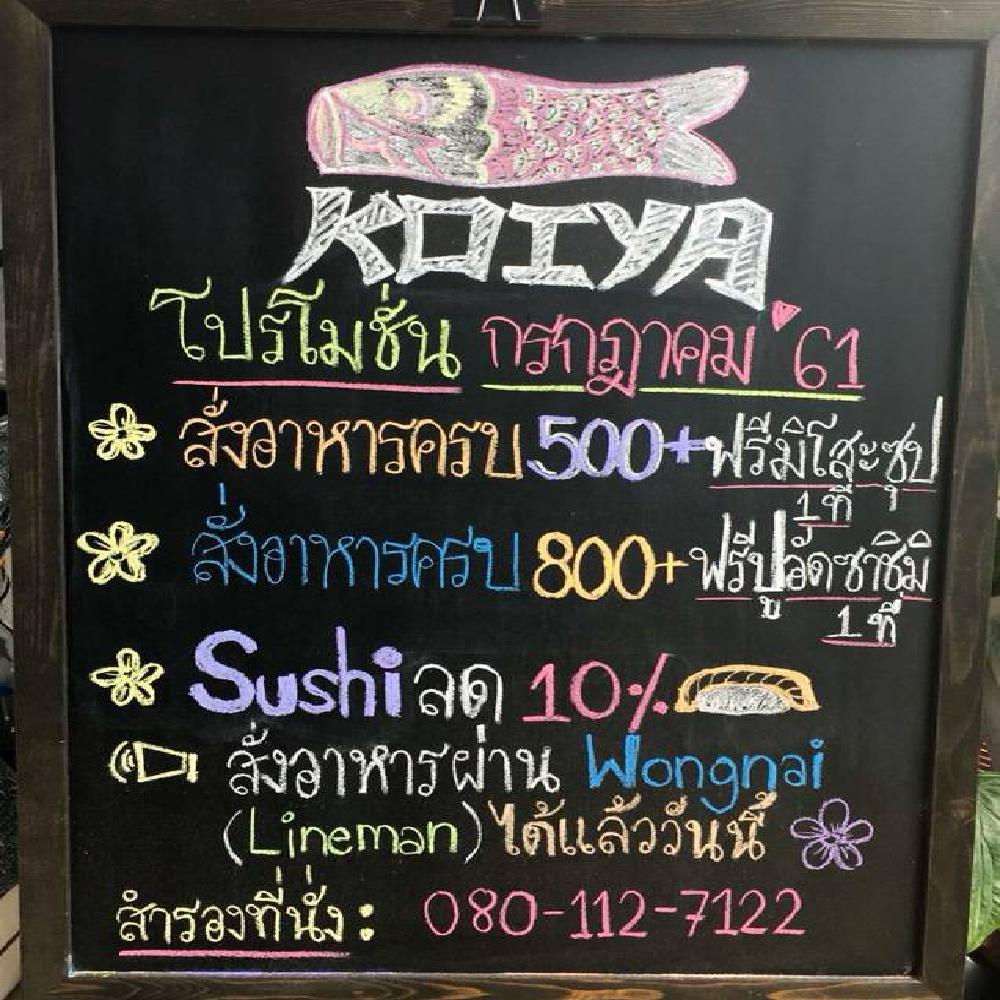 KOIYA
โปรโมชั่น กรกฎาคม '61
สั่งอาหารครบ 500+ ฟรีมิโสะซุป
1 ที่
สั่งอาหารครบ 800+ ฟรีปูอัดซาซิมิ
1 ที่
Sushi ลด 10%
สั่งอาหารผ่าน Wongnai
(Lineman) ได้แล้ววันนี้
สำรองที่นั่ง : 080-112-7122